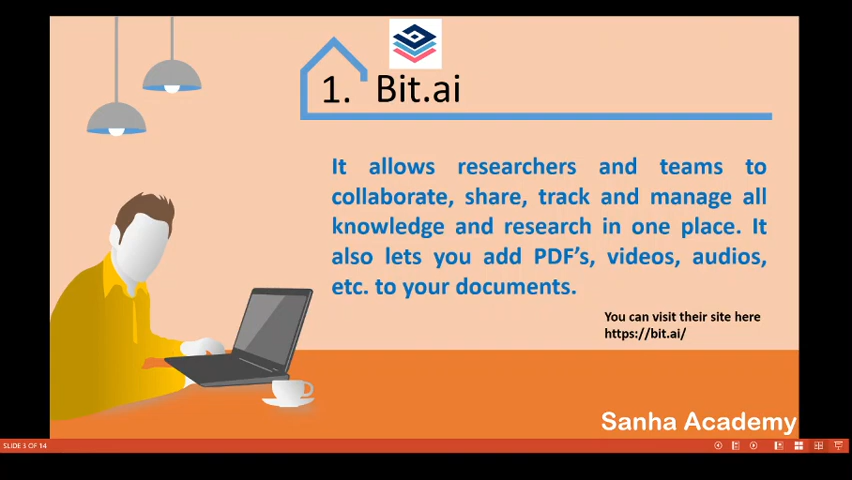 1. Bit.ai
It allows researchers and teams to
collaborate, share, track and manage all
knowledge and research in one place. It
also lets you add PDF's, videos, audios,
etc. to your documents.
You can visit their site here
https://bit.ai/
Sanha Academy
SLIDE 3 OF 14